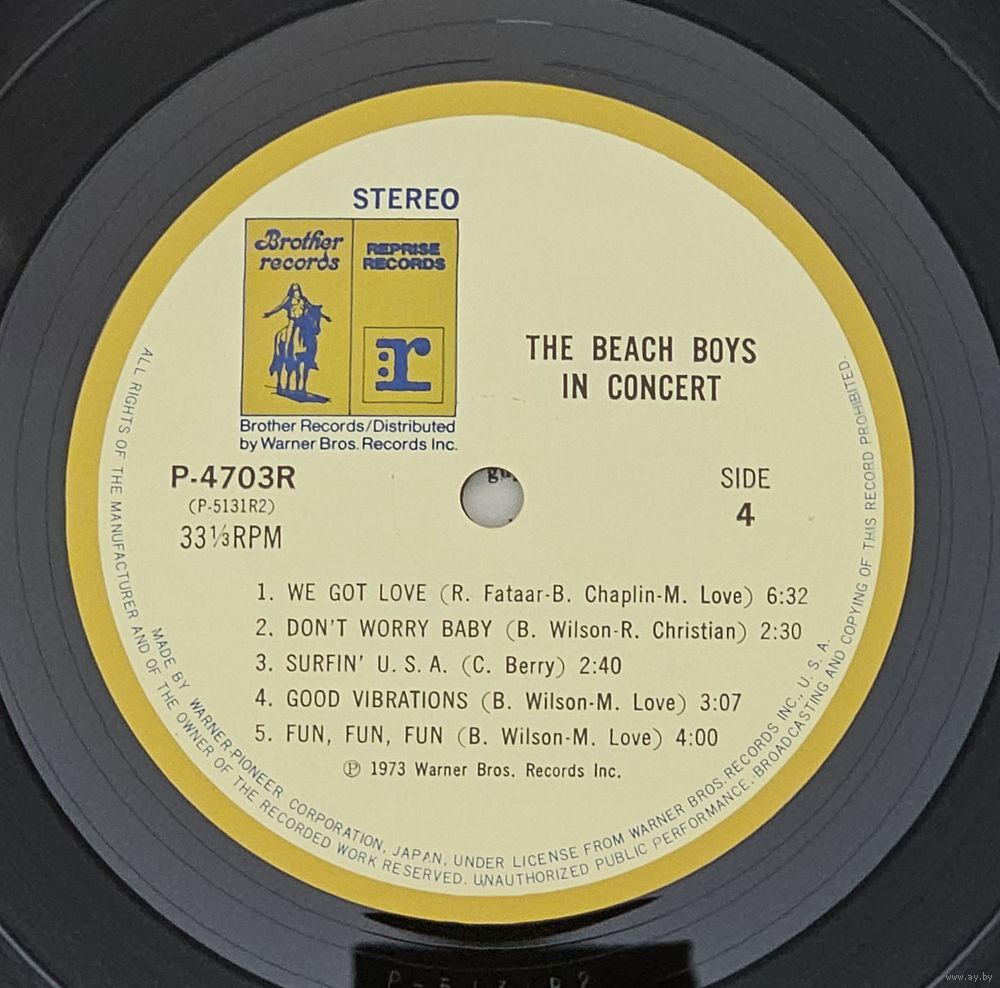 STEREO
Brother
records
REPRISE
RECORDS
r
Brother Records/Distributed
by Warner Bros. Records Inc.
THE BEACH BOYS
IN CONCERT
P-4703R
(P-5131R2)
33⅓RPM
SIDE
4
1. WE GOT LOVE (R. Fataar-B. Chaplin-M. Love) 6:32
2. DON'T WORRY BABY (B. Wilson-R. Christian) 2:30
3. SURFIN' U. S. A. (C. Berry) 2:40
4. GOOD VIBRATIONS (B. Wilson-M. Love) 3:07
5. FUN, FUN, FUN (B. Wilson-M. Love) 4:00
Ⓟ 1973 Warner Bros. Records Inc.
MADE BY WARNER-PIONEER CORPORATION, JAPAN, UNDER LICENSE FROM WARNER BROS. RECORDS INC., U. S. A.
ALL RIGHTS OF THE MANUFACTURER AND OF THE OWNER OF THE RECORDED WORK RESERVED. UNAUTHORIZED PUBLIC PERFORMANCE. BROADCASTING AND COPYING OF THIS RECORD PROHIBITED.
www.ay.by